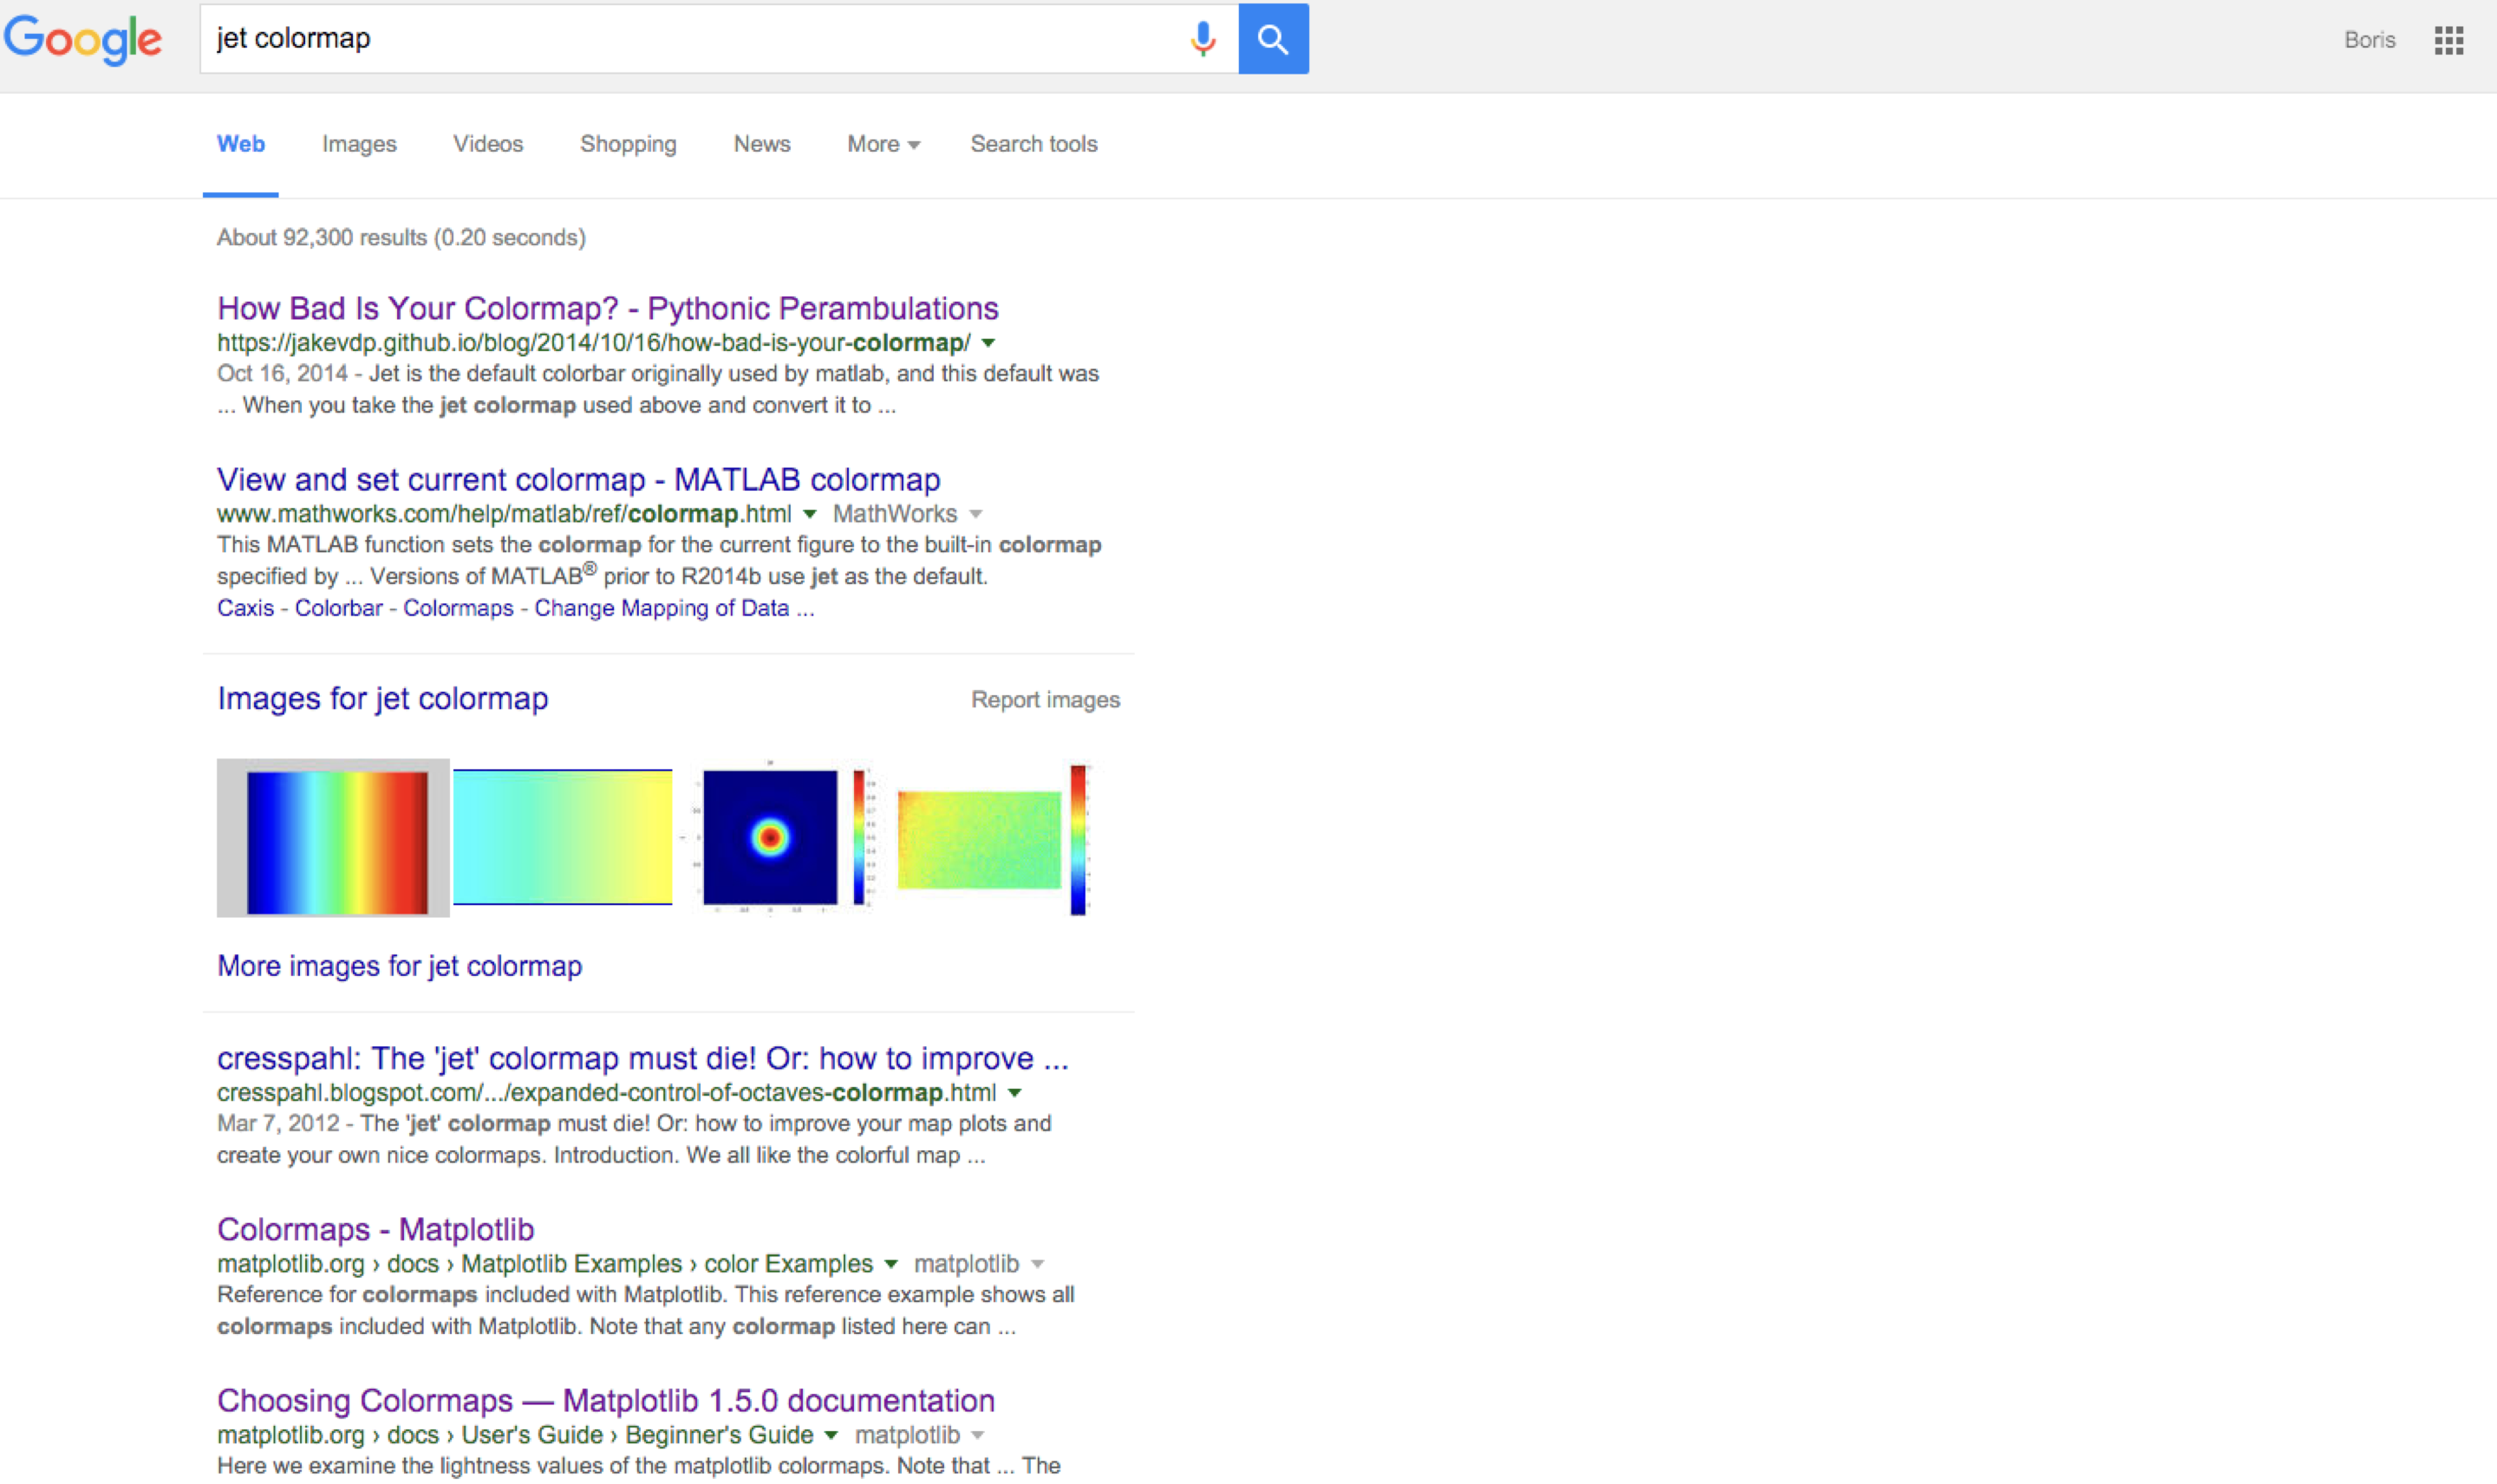 Google
jet colormap
Boris
Web Images Videos Shopping News More Search tools
About 92,300 results (0.20 seconds)
How Bad Is Your Colormap? - Pythonic Perambulations
https://jakevdp.github.io/blog/2014/10/16/how-bad-is-your-colormap/
Oct 16, 2014 - Jet is the default colorbar originally used by matlab, and this default was
... When you take the jet colormap used above and convert it to ...
View and set current colormap - MATLAB colormap
www.mathworks.com/help/matlab/ref/colormap.html MathWorks
This MATLAB function sets the colormap for the current figure to the built-in colormap
specified by ... Versions of MATLAB® prior to R2014b use jet as the default.
Caxis - Colorbar - Colormaps - Change Mapping of Data ...
Images for jet colormap
Report images
More images for jet colormap
cresspahl: The 'jet' colormap must die! Or: how to improve ...
cresspahl.blogspot.com/.../expanded-control-of-octaves-colormap.html
Mar 7, 2012 - The 'jet' colormap must die! Or: how to improve your map plots and
create your own nice colormaps. Introduction. We all like the colorful map ...
Colormaps - Matplotlib
matplotlib.org › docs › Matplotlib Examples › color Examples matplotlib
Reference for colormaps included with Matplotlib. This reference example shows all
colormaps included with Matplotlib. Note that any colormap listed here can ...
Choosing Colormaps — Matplotlib 1.5.0 documentation
matplotlib.org › docs › User's Guide › Beginner's Guide matplotlib
Here we examine the lightness values of the matplotlib colormaps. Note that ... The